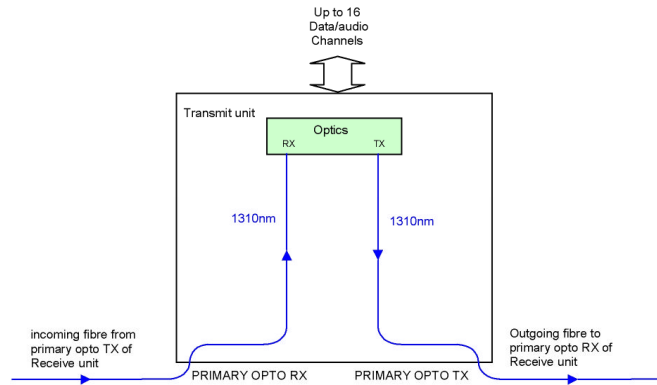 Up to 16
Data/audio
Channels
Transmit unit
Optics
RX
TX
1310nm
1310nm
incoming fibre from
primary opto TX of
Receive unit
Outgoing fibre to
primary opto RX of
Receive unit
PRIMARY OPTO RX
PRIMARY OPTO TX